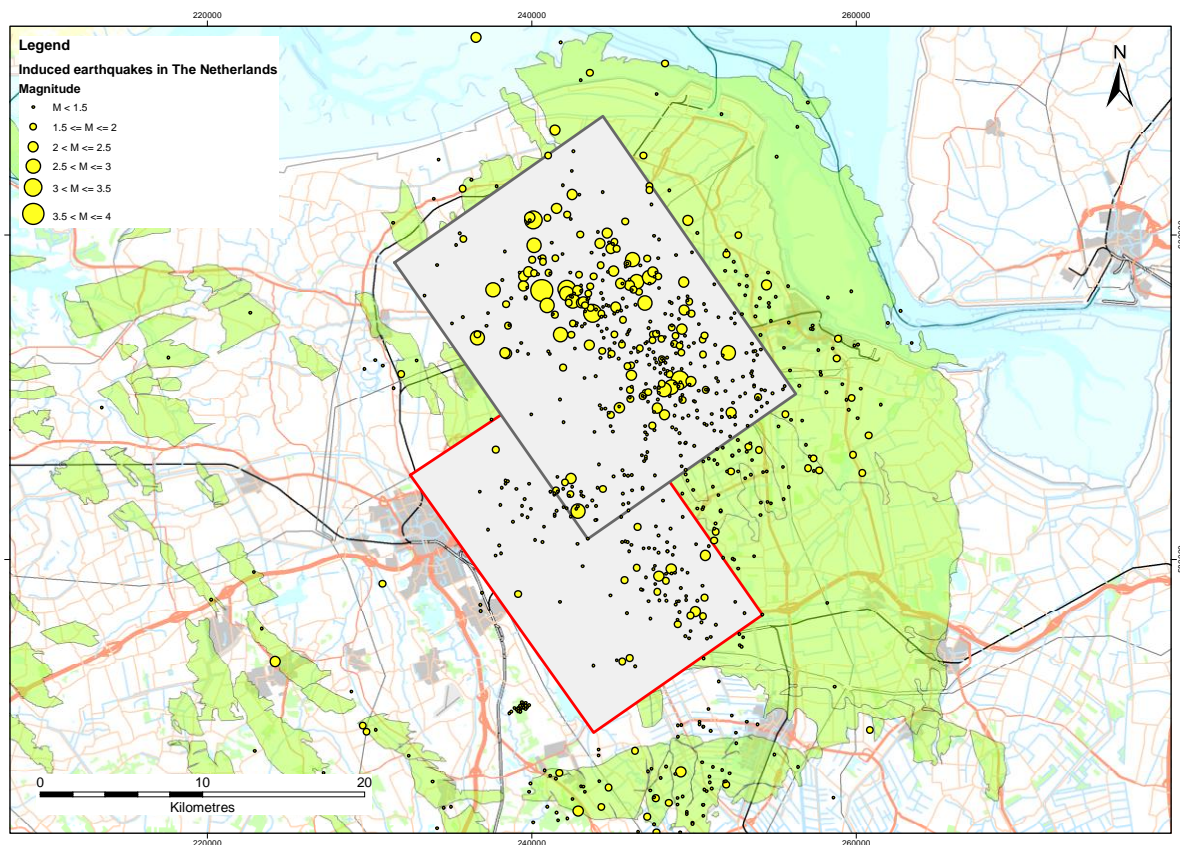 220000 240000 260000
Legend
Induced earthquakes in The Netherlands
Magnitude
M < 1.5
1.5 <= M <= 2
2 < M <= 2.5
2.5 < M <= 3
3 < M <= 3.5
3.5 < M <= 4
N
0 10 20
Kilometres
220000 240000 260000